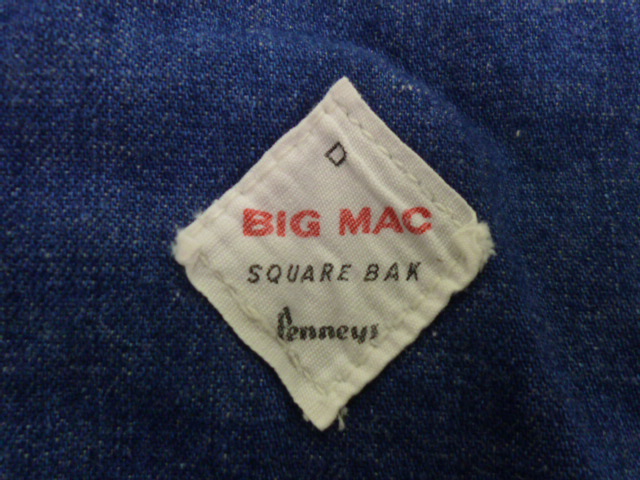 D
BIG MAC
SQUARE BAK
Penneys